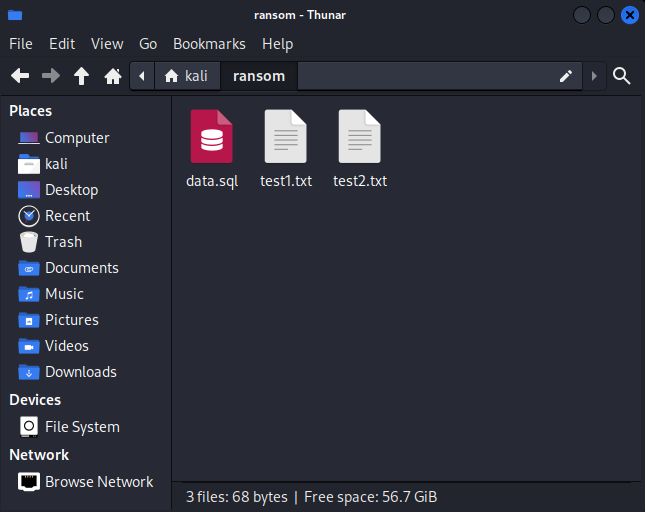 ransom - Thunar
File Edit View Go Bookmarks Help
kali ransom
Places
Computer
kali
Desktop
Recent
Trash
Documents
Music
Pictures
Videos
Downloads
Devices
File System
Network
Browse Network
data.sql test1.txt test2.txt
3 files: 68 bytes | Free space: 56.7 GiB